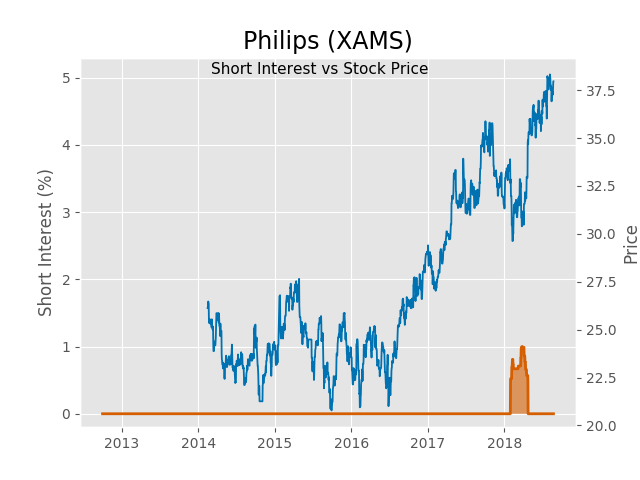 Philips (XAMS)
Short Interest vs Stock Price
Short Interest (%)
5
4
3
2
1
0
37.5
35.0
32.5
30.0
27.5
25.0
22.5
20.0
Price
2013 2014 2015 2016 2017 2018